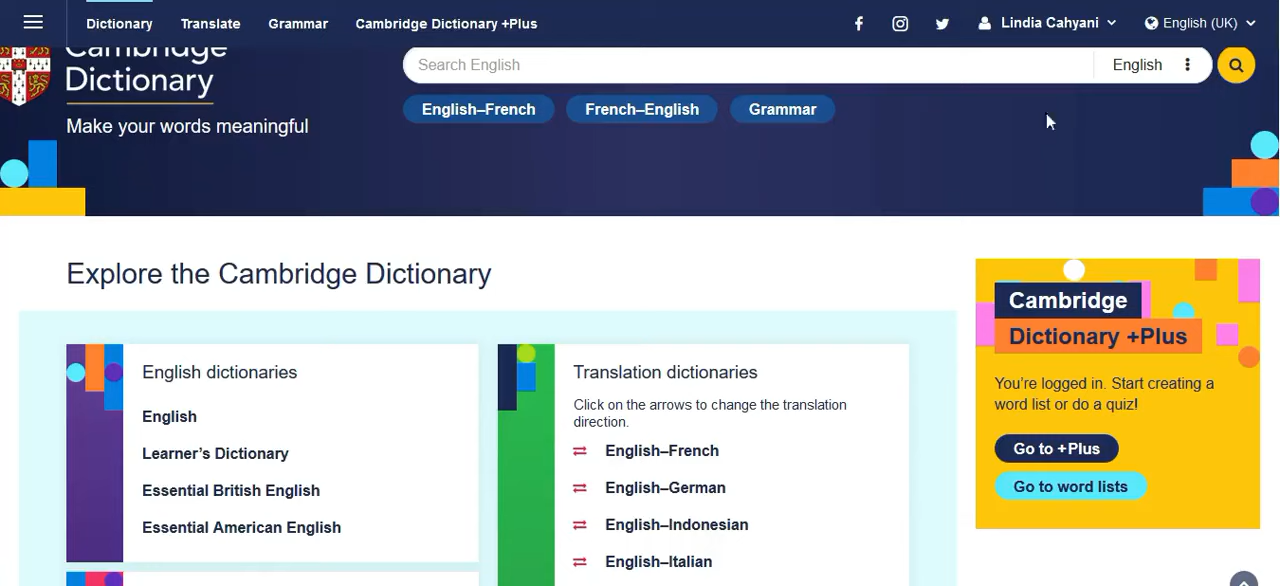 Dictionary Translate Grammar Cambridge Dictionary +Plus Lindia Cahyani English (UK)
Cambridge
Dictionary
Make your words meaningful
Search English English
English–French French–English Grammar
Explore the Cambridge Dictionary
English dictionaries
English
Learner's Dictionary
Essential British English
Essential American English
Translation dictionaries
Click on the arrows to change the translation
direction.
English–French
English–German
English–Indonesian
English–Italian
Cambridge
Dictionary +Plus
You're logged in. Start creating a
word list or do a quiz!
Go to +Plus
Go to word lists